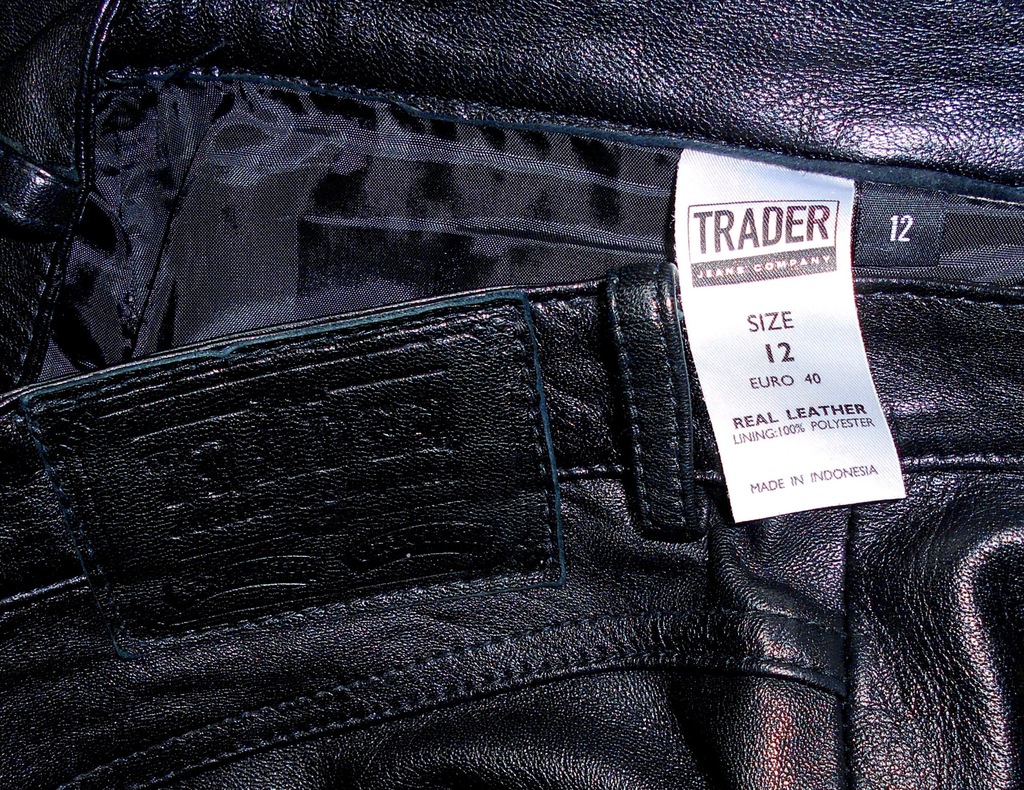 TRADER
JEANS COMPANY
12
SIZE
12
EURO 40
REAL LEATHER
LINING:100% POLYESTER
MADE IN INDONESIA